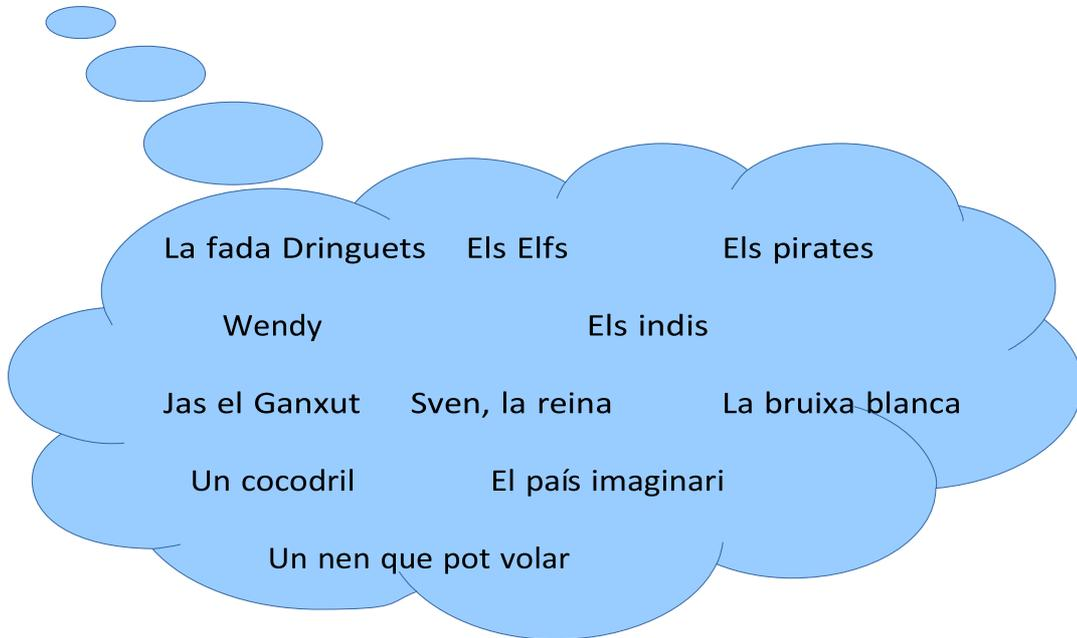 La fada Dringuets Els Elfs Els pirates
Wendy Els indis
Jas el Ganxut Sven, la reina La bruixa blanca
Un cocodril El país imaginari
Un nen que pot volar